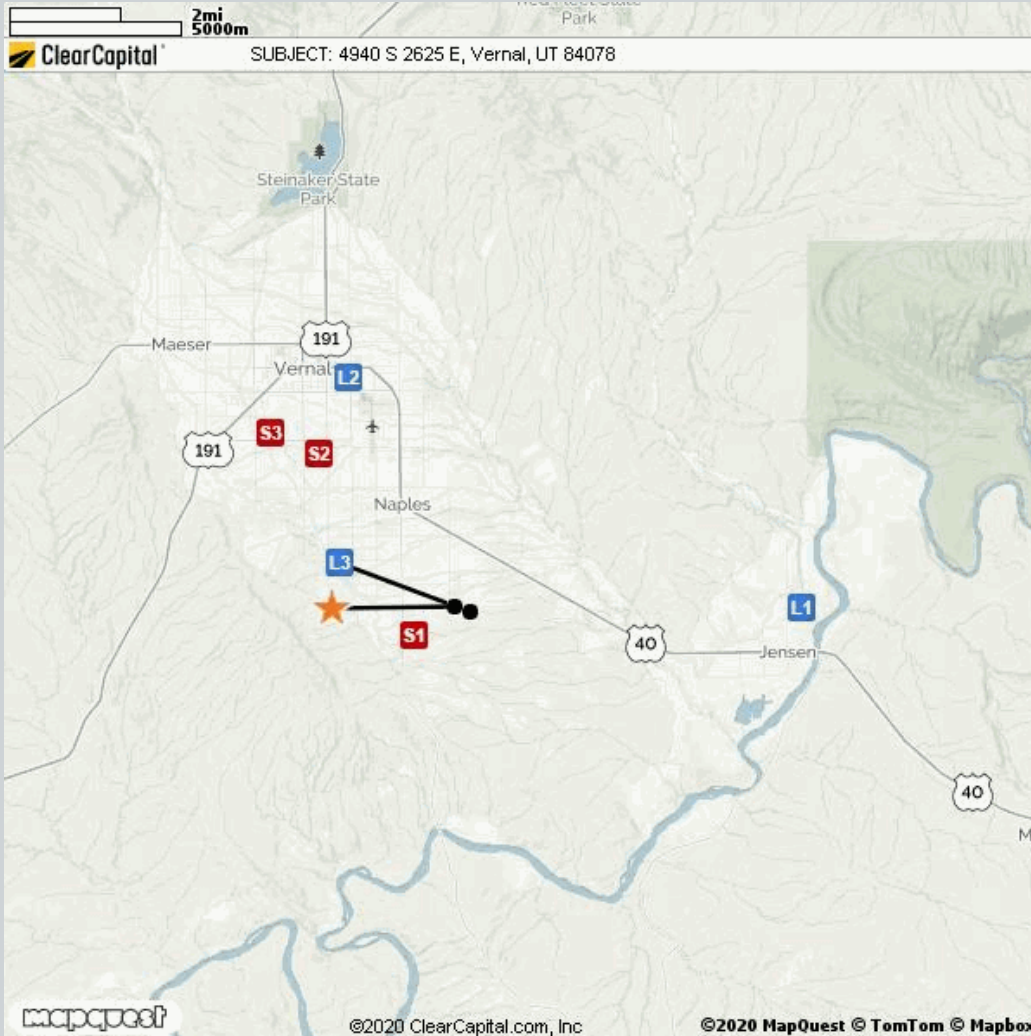 2mi
5000m
Park
ClearCapital
SUBJECT: 4940 S 2625 E, Vernal, UT 84078
Steinaker State
Park
191
Maeser
Vernal
L2
S3
S2
191
Naples
L3
S1
L1
40
Jensen
40
M
mapquest
©2020 ClearCapital.com, Inc
©2020 MapQuest © TomTom © Mapbo